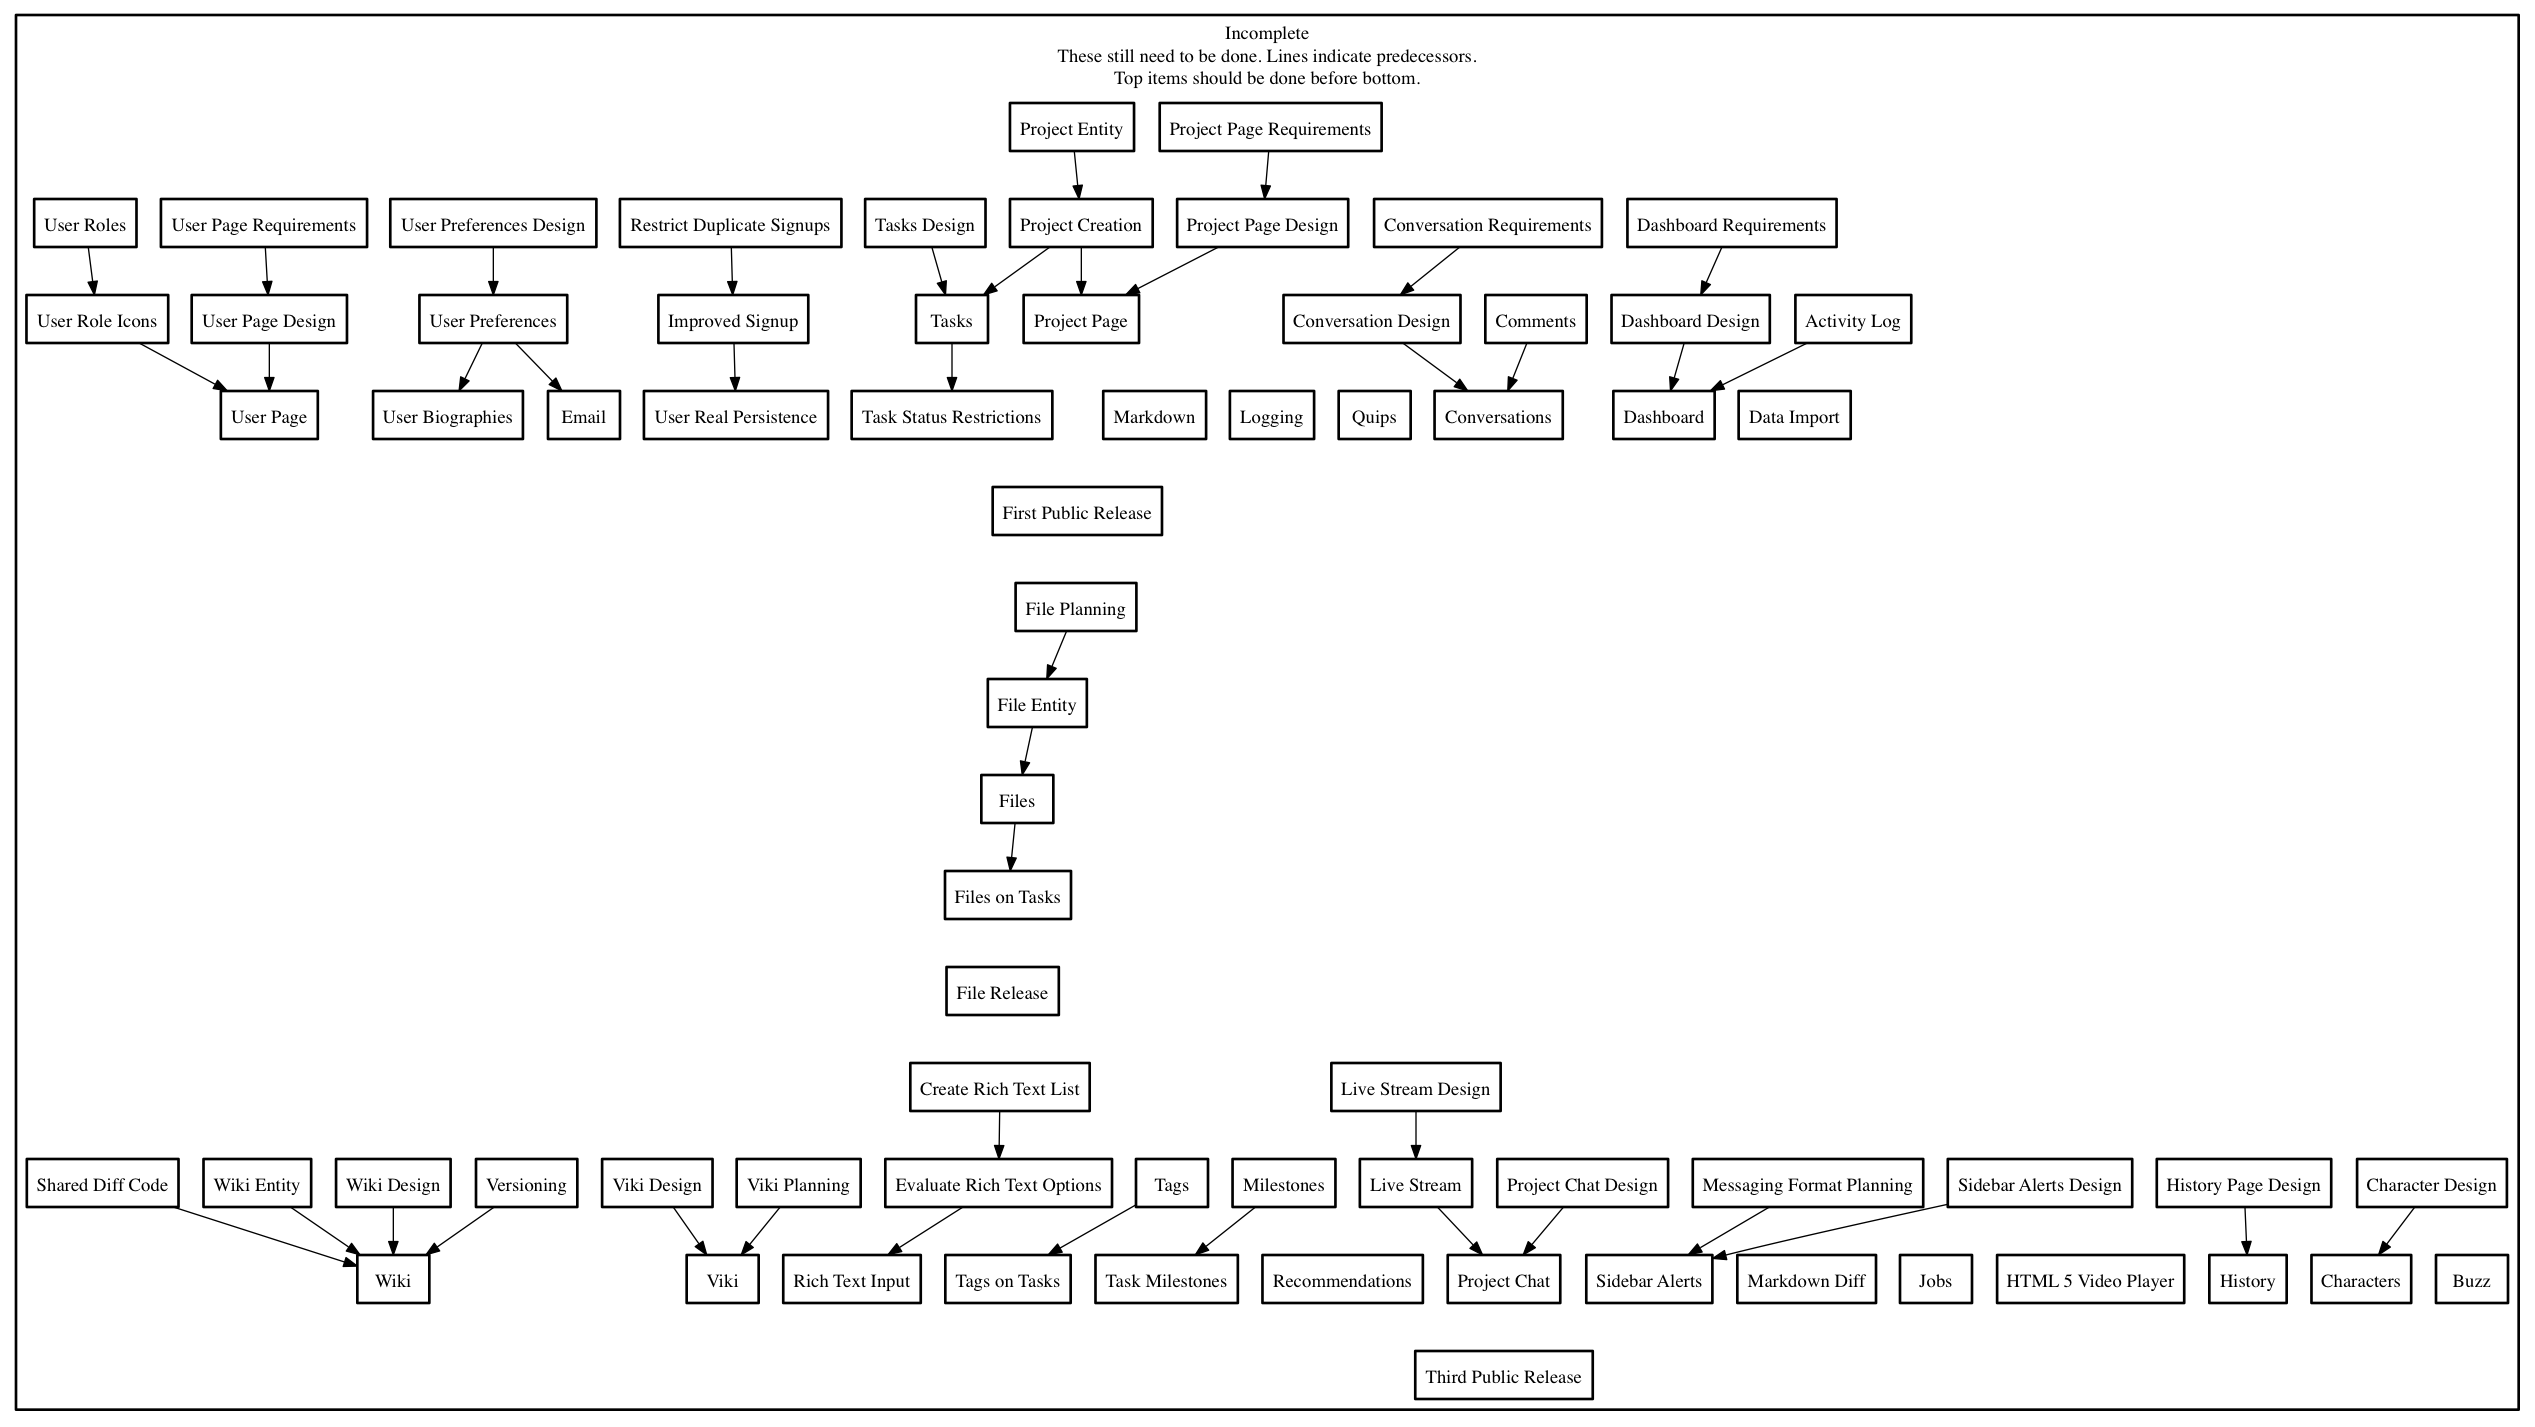 Incomplete
These still need to be done. Lines indicate predecessors.
Top items should be done before bottom.
Project Entity
Project Page Requirements
User Roles
User Page Requirements
User Preferences Design
Restrict Duplicate Signups
Tasks Design
Project Creation
Project Page Design
Conversation Requirements
Dashboard Requirements
User Role Icons
User Page Design
User Preferences
Improved Signup
Tasks
Project Page
Conversation Design
Comments
Dashboard Design
Activity Log
User Page
User Biographies
Email
User Real Persistence
Task Status Restrictions
Markdown
Logging
Quips
Conversations
Dashboard
Data Import
First Public Release
File Planning
File Entity
Files
Files on Tasks
File Release
Create Rich Text List
Live Stream Design
Shared Diff Code
Wiki Entity
Wiki Design
Versioning
Viki Design
Viki Planning
Evaluate Rich Text Options
Tags
Milestones
Live Stream
Project Chat Design
Messaging Format Planning
Sidebar Alerts Design
History Page Design
Character Design
Wiki
Viki
Rich Text Input
Tags on Tasks
Task Milestones
Recommendations
Project Chat
Sidebar Alerts
Markdown Diff
Jobs
HTML 5 Video Player
History
Characters
Buzz
Third Public Release